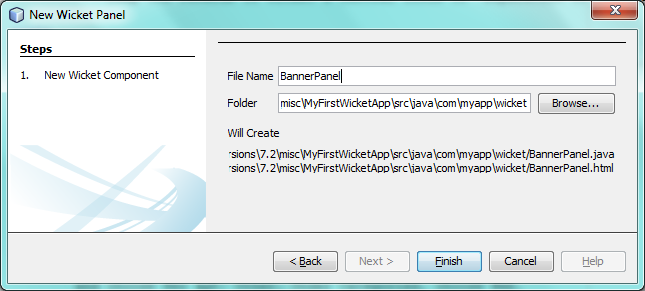 New Wicket Panel
Steps
1. New Wicket Component
File Name BannerPanel
Folder misc\MyFirstWicketApp\src\java\com\myapp\wicket Browse...
Will Create
rsions\7.2\misc\MyFirstWicketApp\src\java\com\myapp\wicket/BannerPanel.java
rsions\7.2\misc\MyFirstWicketApp\src\java\com\myapp\wicket/BannerPanel.html
< Back Next > Finish Cancel Help